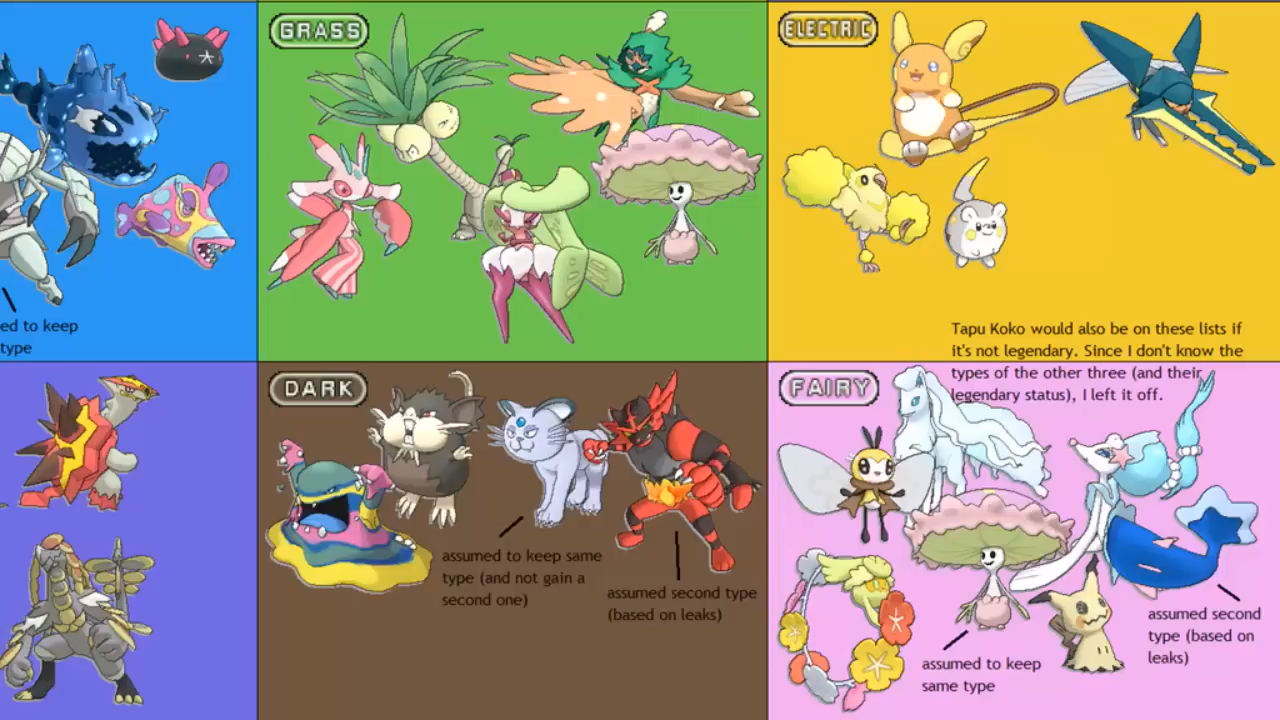 GRASS
ELECTRIC
ed to keep
type
Tapu Koko would also be on these lists if
it's not legendary. Since I don't know the
types of the other three (and their
legendary status), I left it off.
DARK
FAIRY
assumed to keep same
type (and not gain a
second one)
assumed second type
(based on leaks)
assumed to keep
same type
assumed second
type (based on
leaks)